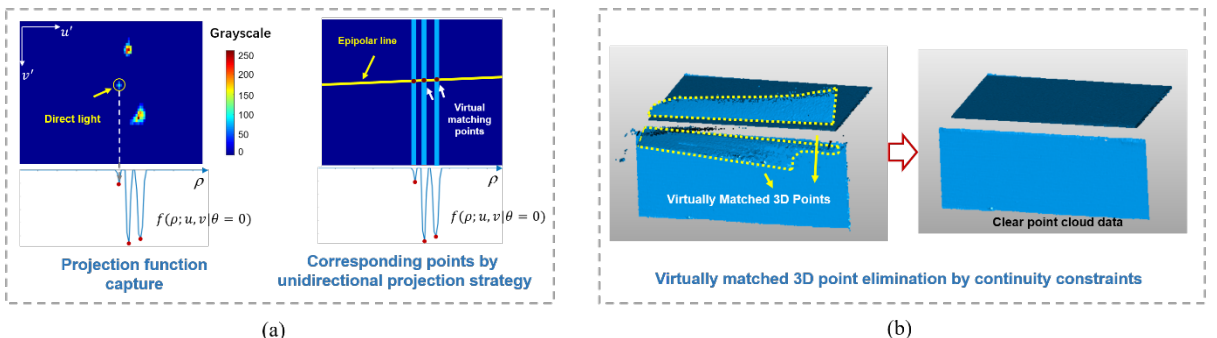 u′
v′
Direct light
Grayscale
250
200
150
100
50
0
ρ
f(ρ; u, v|θ = 0)
Projection function
capture
Epipolar line
Virtual
matching
points
ρ
f(ρ; u, v|θ = 0)
Corresponding points by
unidirectional projection strategy
(a)
Virtually Matched 3D Points
Clear point cloud data
Virtually matched 3D point elimination by continuity constraints
(b)